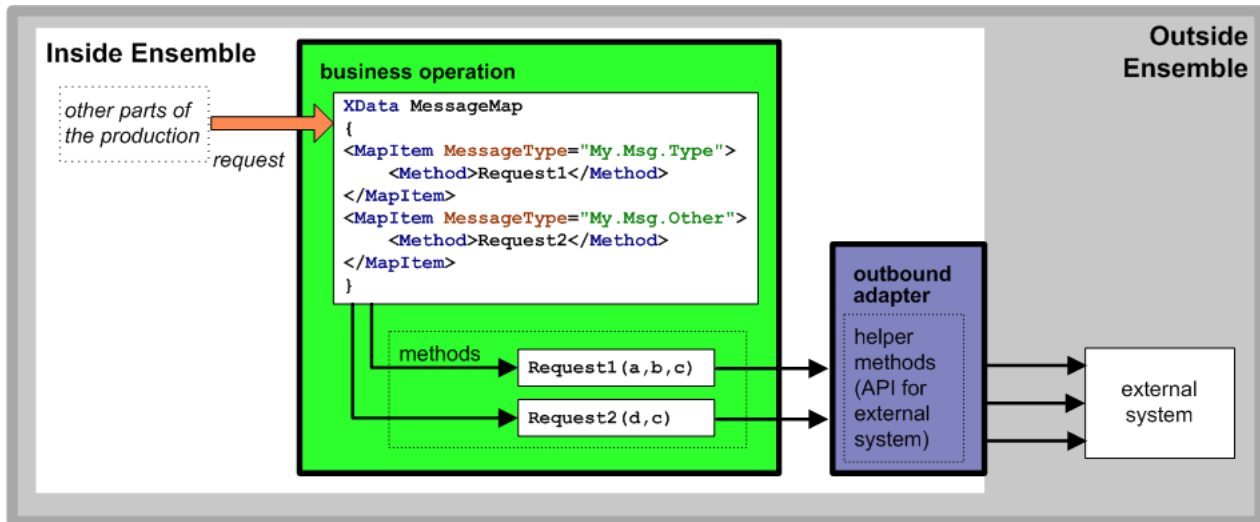 Inside Ensemble
Outside
Ensemble
other parts of
the production
request
business operation
XData MessageMap
{
<MapItem MessageType="My.Msg.Type">
    <Method>Request1</Method>
</MapItem>
<MapItem MessageType="My.Msg.Other">
    <Method>Request2</Method>
</MapItem>
}
methods
Request1(a,b,c)
Request2(d,c)
outbound
adapter
helper
methods
(API for
external
system)
external
system